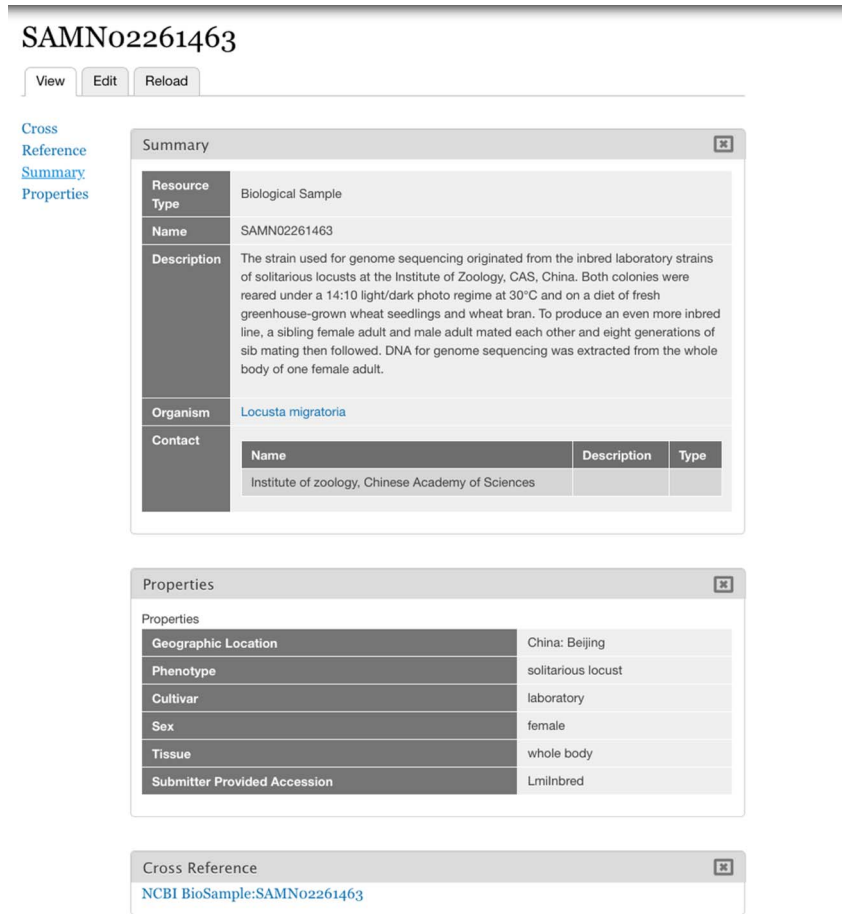 SAMN02261463
View Edit Reload
Cross
Reference
Summary
Properties
Summary
Resource
Type
Biological Sample
Name SAMN02261463
Description The strain used for genome sequencing originated from the inbred laboratory strains
of solitarious locusts at the Institute of Zoology, CAS, China. Both colonies were
reared under a 14:10 light/dark photo regime at 30°C and on a diet of fresh
greenhouse-grown wheat seedlings and wheat bran. To produce an even more inbred
line, a sibling female adult and male adult mated each other and eight generations of
sib mating then followed. DNA for genome sequencing was extracted from the whole
body of one female adult.
Organism Locusta migratoria
Contact
Name Description Type
Institute of zoology, Chinese Academy of Sciences
Properties
Properties
Geographic Location China: Beijing
Phenotype solitarious locust
Cultivar laboratory
Sex female
Tissue whole body
Submitter Provided Accession LmiInbred
Cross Reference
NCBI BioSample:SAMN02261463